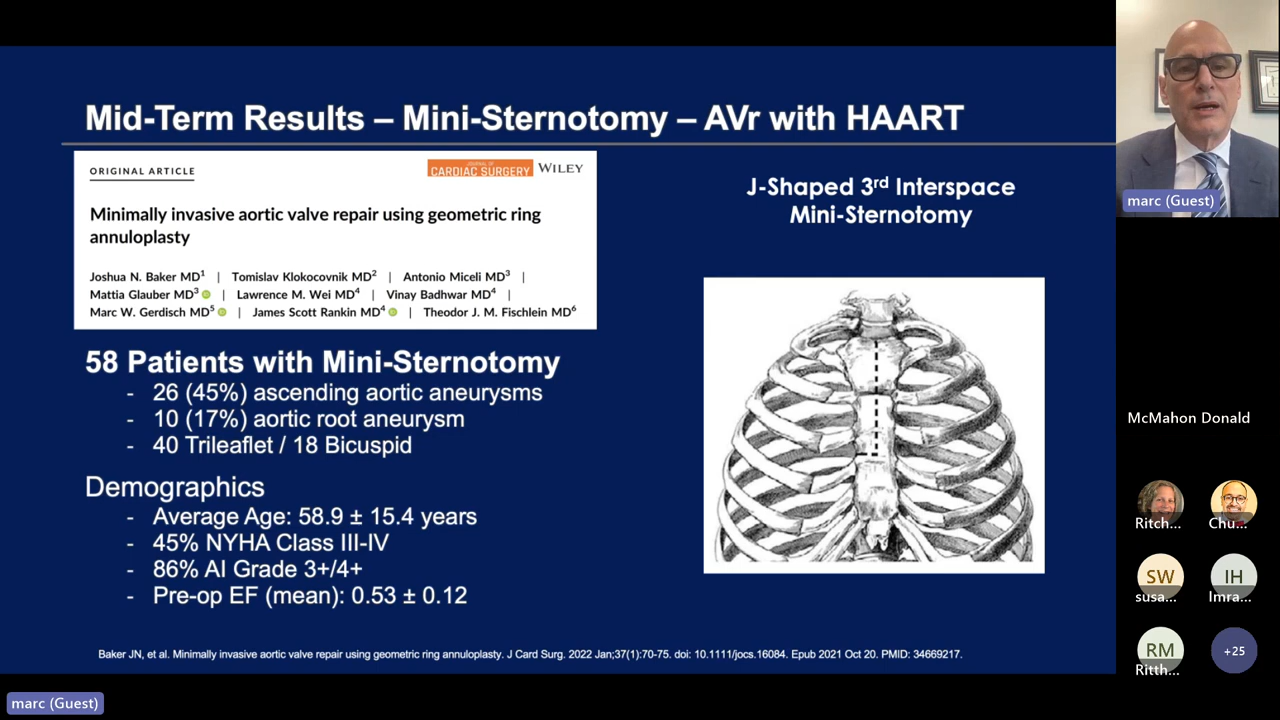 Mid-Term Results – Mini-Sternotomy – AVr with HAART
ORIGINAL ARTICLE
JOURNAL OF
CARDIAC SURGERY WILEY
Minimally invasive aortic valve repair using geometric ring
annuloplasty
Joshua N. Baker MD1 | Tomislav Klokocovnik MD2 | Antonio Miceli MD3 |
Mattia Glauber MD3 | Lawrence M. Wei MD4 | Vinay Badhwar MD4 |
Marc W. Gerdisch MD5 | James Scott Rankin MD4 | Theodor J. M. Fischlein MD6
58 Patients with Mini-Sternotomy
- 26 (45%) ascending aortic aneurysms
- 10 (17%) aortic root aneurysm
- 40 Trileaflet / 18 Bicuspid
Demographics
- Average Age: 58.9 ± 15.4 years
- 45% NYHA Class III-IV
- 86% AI Grade 3+/4+
- Pre-op EF (mean): 0.53 ± 0.12
J-Shaped 3rd Interspace
Mini-Sternotomy
Baker JN, et al. Minimally invasive aortic valve repair using geometric ring annuloplasty. J Card Surg. 2022 Jan;37(1):70-75. doi: 10.1111/jocs.16084. Epub 2021 Oct 20. PMID: 34669217.
marc (Guest)
marc (Guest)
McMahon Donald
Ritch...
Chu...
SW
susa...
IH
Imra...
RM
Ritth...
+25